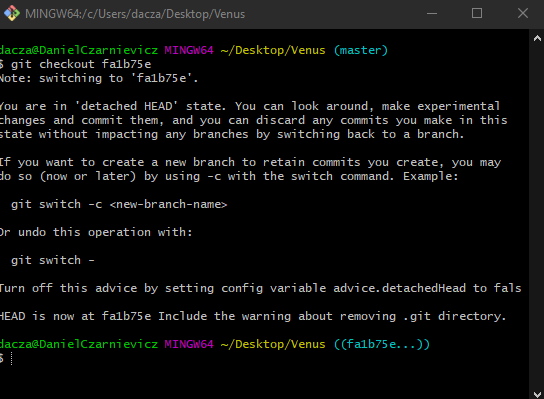 MINGW64:/c/Users/dacza/Desktop/Venus
dacza@DanielCzarnievicz MINGW64 ~/Desktop/Venus (master)
$ git checkout fa1b75e
Note: switching to 'fa1b75e'.
You are in 'detached HEAD' state. You can look around, make experimental
changes and commit them, and you can discard any commits you make in this
state without impacting any branches by switching back to a branch.
If you want to create a new branch to retain commits you create, you may
do so (now or later) by using -c with the switch command. Example:
git switch -c <new-branch-name>
Or undo this operation with:
git switch -
Turn off this advice by setting config variable advice.detachedHead to fals
HEAD is now at fa1b75e Include the warning about removing .git directory.
dacza@DanielCzarnievicz MINGW64 ~/Desktop/Venus ((fa1b75e...))
$